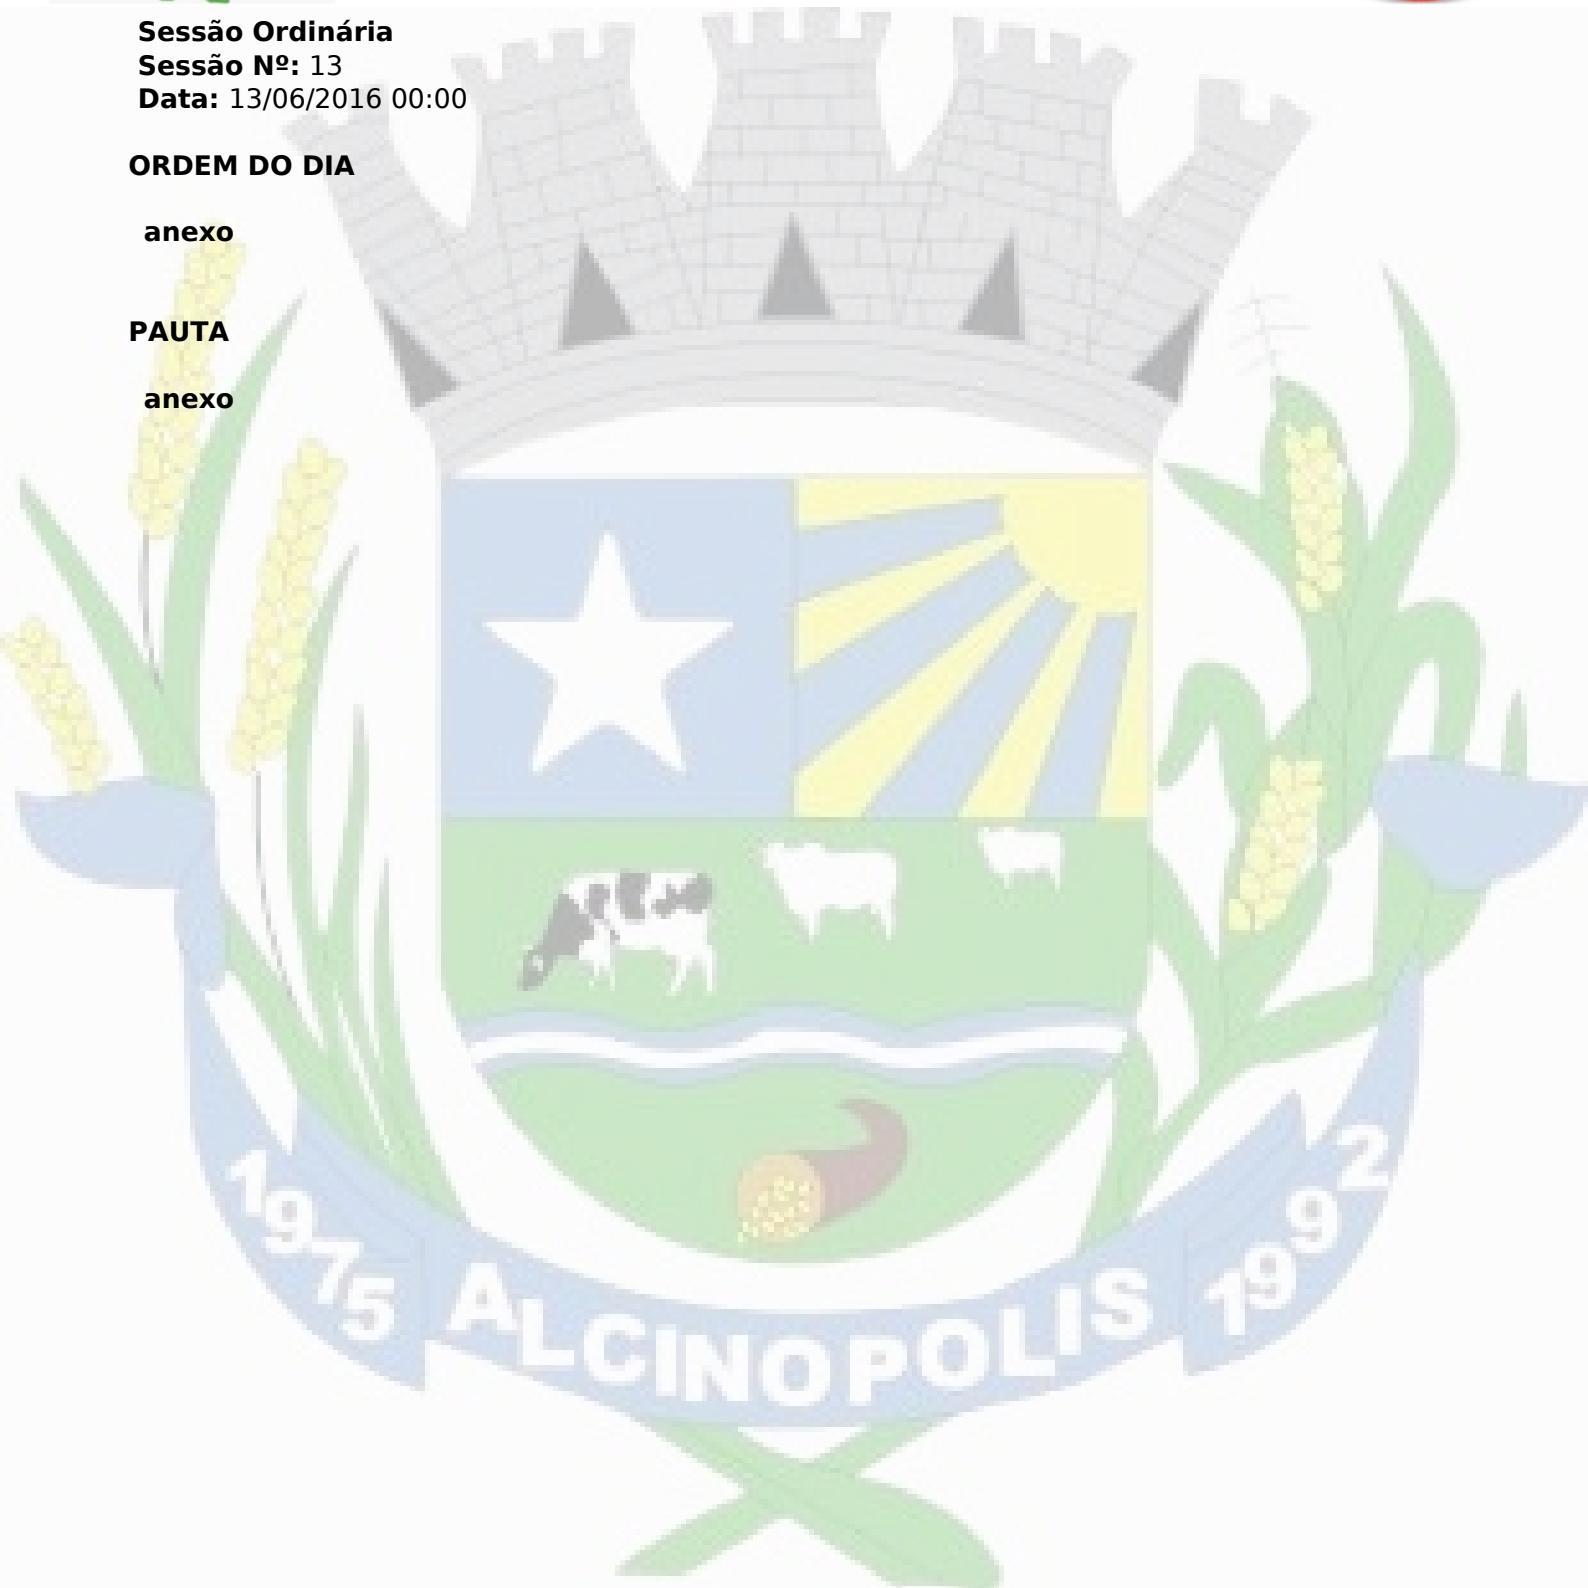 Sessão Ordinária
Sessão Nº: 13
Data: 13/06/2016 00:00
ORDEM DO DIA
anexo
PAUTA
anexo
1975 ALCINOPOLIS 1992